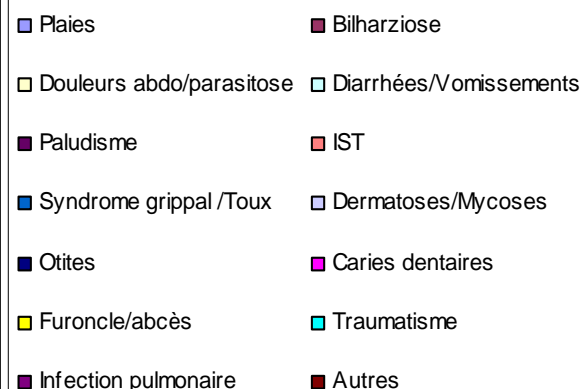 Plaies Bilharziose
Douleurs abdo/parasitose Diarrhées/Vomissements
Paludisme IST
Syndrome grippal /Toux Dermatoses/Mycoses
Otites Caries dentaires
Furoncle/abcès Traumatisme
Infection pulmonaire Autres